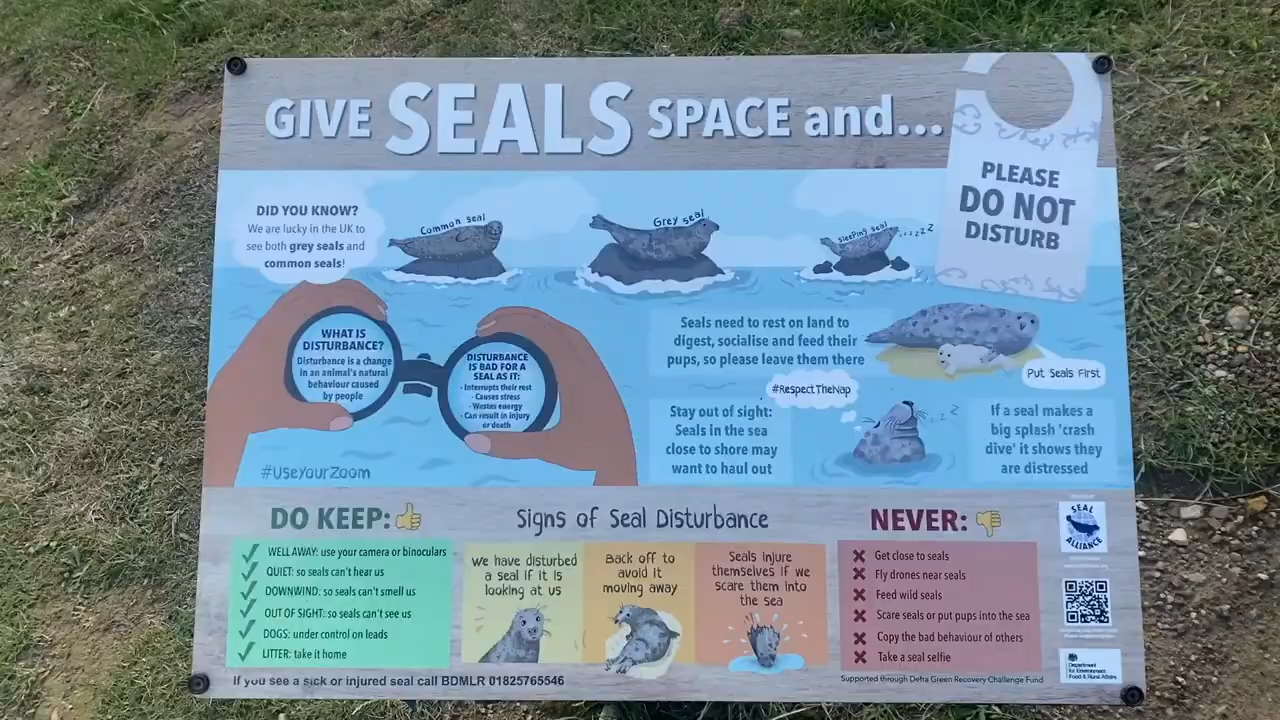 GIVE SEALS SPACE and...
PLEASE
DO NOT
DISTURB
DID YOU KNOW?
We are lucky in the UK to
see both grey seals and
common seals!
Common seal
Grey seal
Sleeping seal
zzzzz
WHAT IS
DISTURBANCE?
Disturbance is a change
in an animal's natural
behaviour caused
by people
DISTURBANCE
IS BAD FOR A
SEAL AS IT:
- Interrupts their rest
- Causes stress
- Wastes energy
- Can result in injury
or death
#UseYourZoom
Seals need to rest on land to
digest, socialise and feed their
pups, so please leave them there
Put Seals First
#RespectTheNap
Stay out of sight:
Seals in the sea
close to shore may
want to haul out
z z
If a seal makes a
big splash 'crash
dive' it shows they
are distressed
DO KEEP:
WELL AWAY: use your camera or binoculars
QUIET: so seals can't hear us
DOWNWIND: so seals can't smell us
OUT OF SIGHT: so seals can't see us
DOGS: under control on leads
LITTER: take it home
Signs of Seal Disturbance
We have disturbed
a seal if it is
looking at us
Back off to
avoid it
moving away
Seals injure
themselves if we
scare them into
the sea
NEVER:
Get close to seals
Fly drones near seals
Feed wild seals
Scare seals or put pups into the sea
Copy the bad behaviour of others
Take a seal selfie
SEAL
ALLIANCE
Department
for Environment
Food & Rural Affairs
If you see a sick or injured seal call BDMLR 01825765546
Supported through Defra Green Recovery Challenge Fund